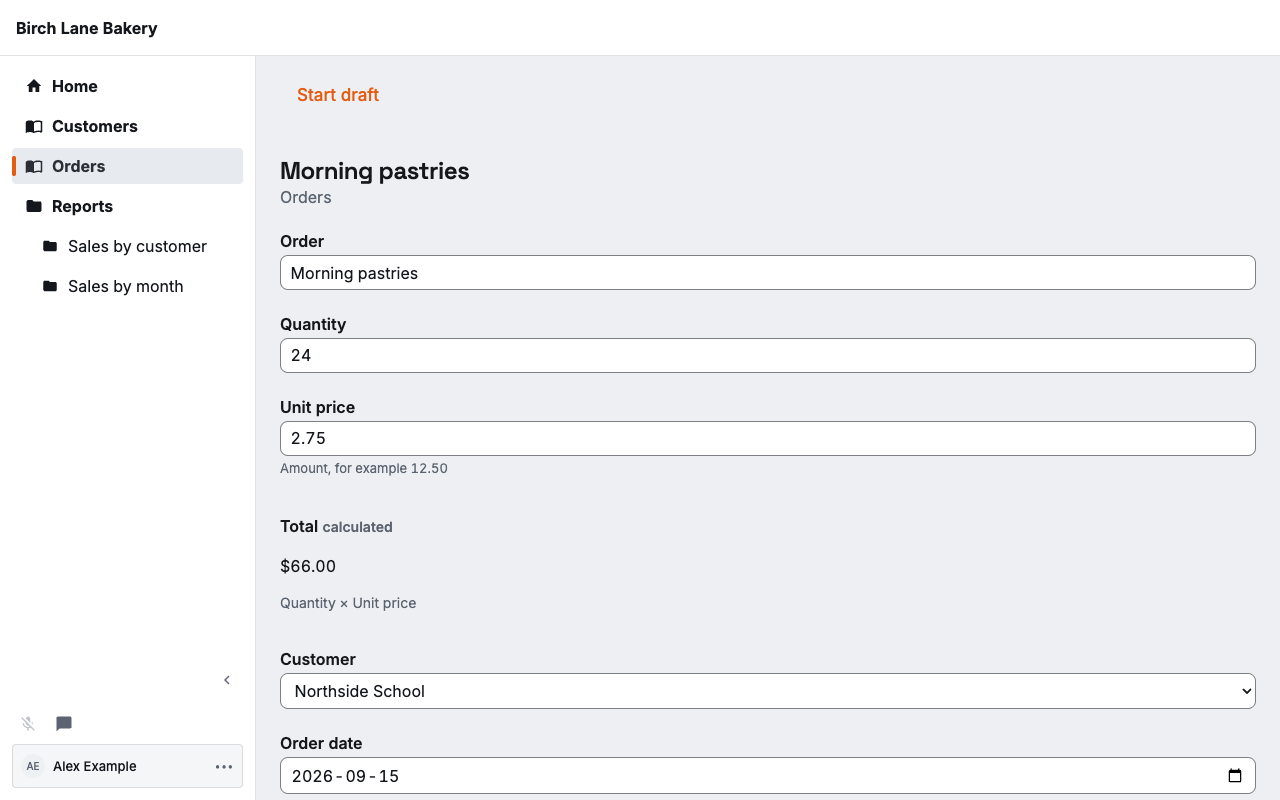 Birch Lane Bakery
Home
Customers
Orders
Reports
Sales by customer
Sales by month
AE
Alex Example
Start draft
Morning pastries
Orders
Order
Morning pastries
Quantity
24
Unit price
2.75
Amount, for example 12.50
Total calculated
$66.00
Quantity × Unit price
Customer
Northside School
Order date
2026-09-15